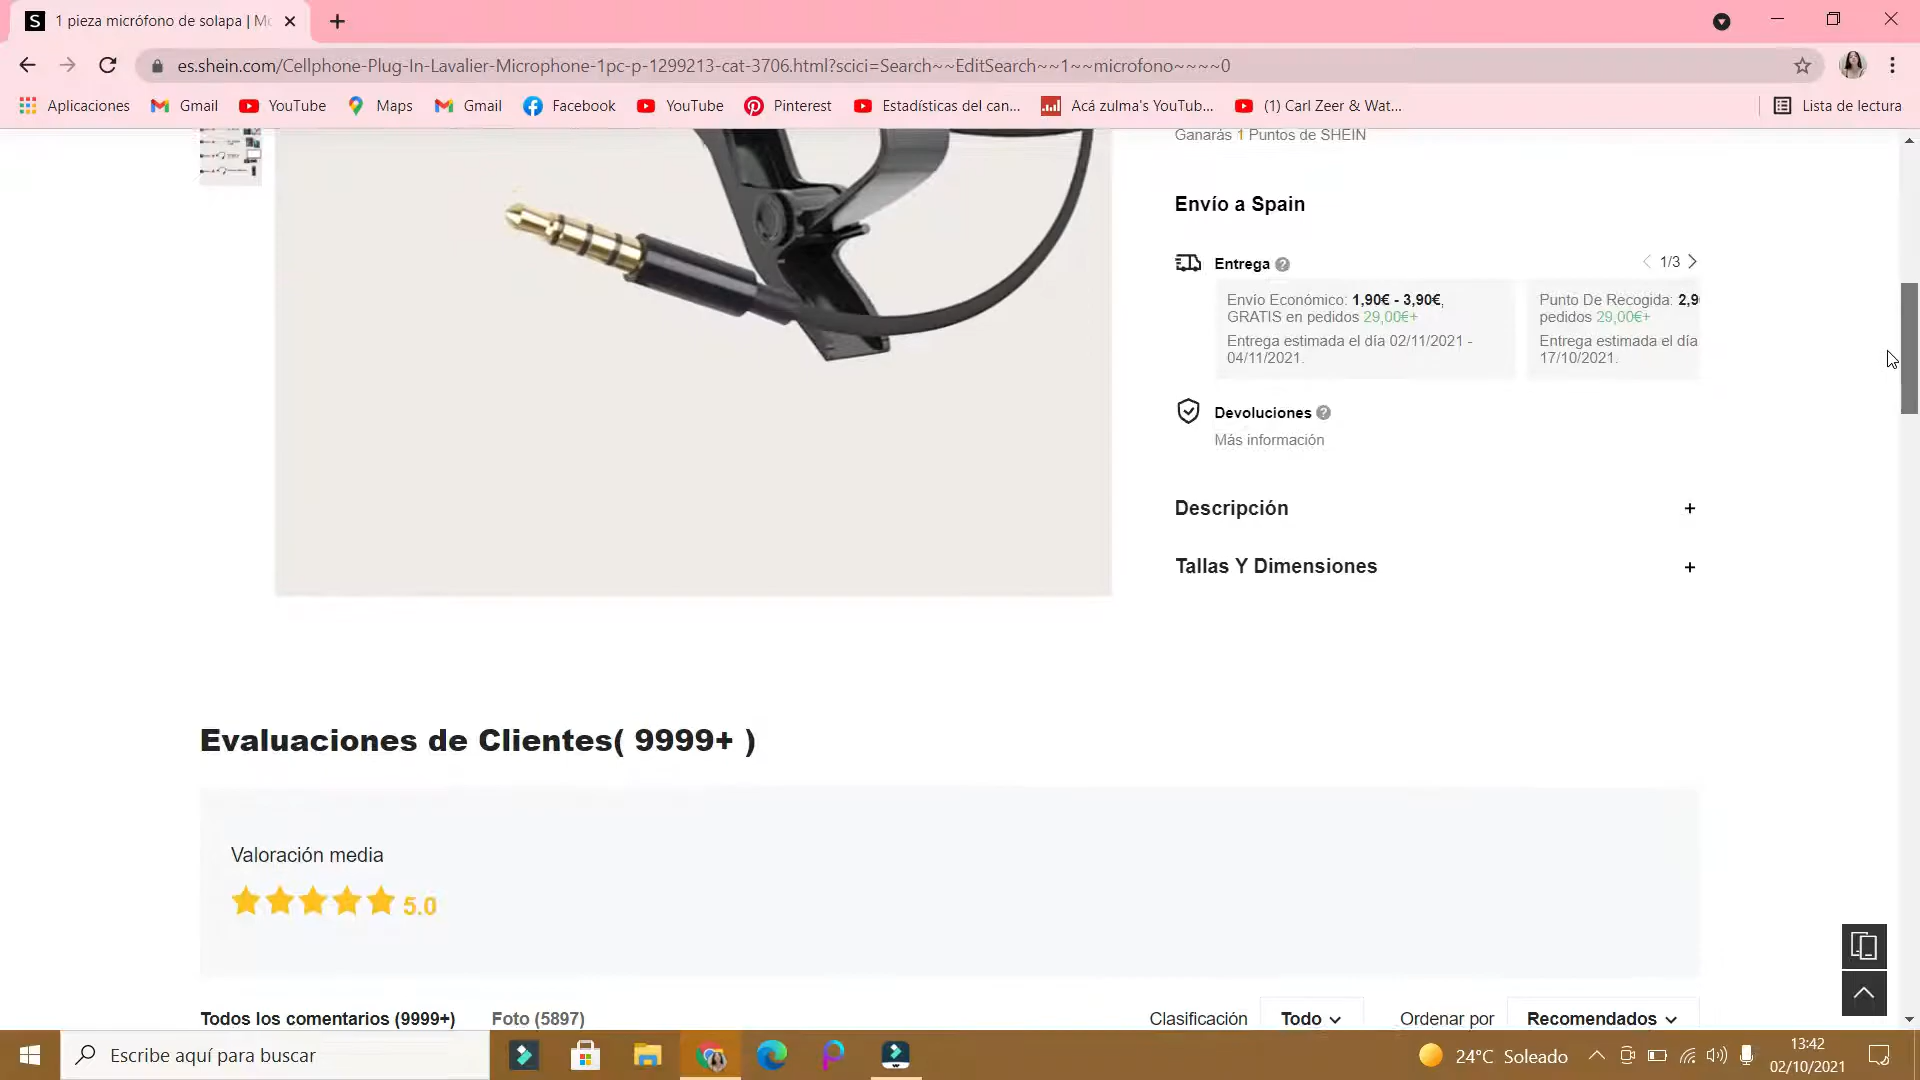 1 pieza micrófono de solapa | Mo
es.shein.com/Cellphone-Plug-In-Lavalier-Microphone-1pc-p-1299213-cat-3706.html?scici=Search~~EditSearch~~1~~microfono~~~~0
Aplicaciones Gmail YouTube Maps Gmail Facebook YouTube Pinterest Estadísticas del can... Acá zulma's YouTub... (1) Carl Zeer & Wat... Lista de lectura
Ganarás 1 Puntos de SHEIN
Envío a Spain
Entrega ? 1/3
Envío Económico: 1,90€ - 3,90€,
GRATIS en pedidos 29,00€+
Entrega estimada el día 02/11/2021 -
04/11/2021.
Punto De Recogida: 2,9
pedidos 29,00€+
Entrega estimada el día
17/10/2021.
Devoluciones ?
Más información
Descripción +
Tallas Y Dimensiones +
Evaluaciones de Clientes( 9999+ )
Valoración media
5.0
Todos los comentarios (9999+) Foto (5897) Clasificación Todo Ordenar por Recomendados
Escribe aquí para buscar
24°C Soleado
13:42
02/10/2021